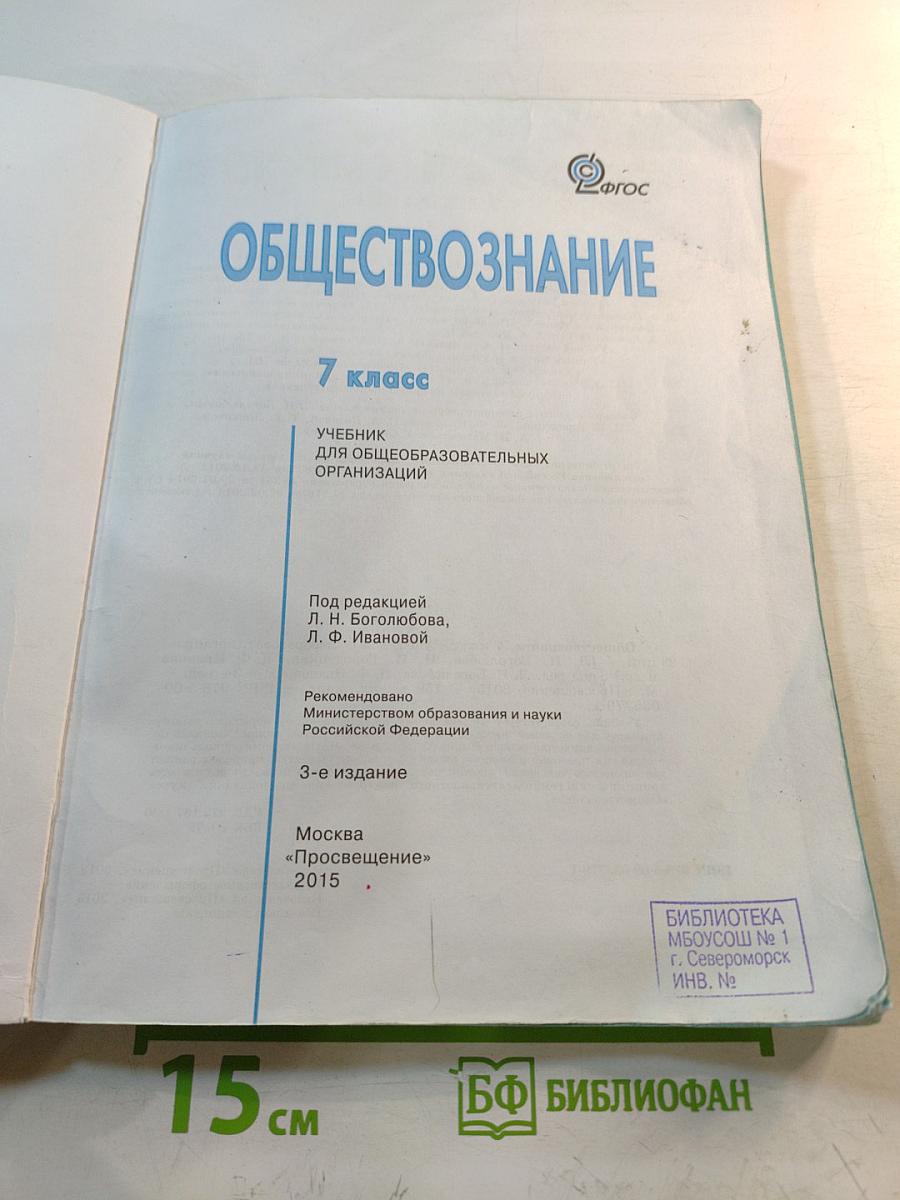 ФГОС
ОБЩЕСТВОЗНАНИЕ
7 класс
УЧЕБНИК
ДЛЯ ОБЩЕОБРАЗОВАТЕЛЬНЫХ
ОРГАНИЗАЦИЙ
Под редакцией
Л. Н. Боголюбова,
Л. Ф. Ивановой
Рекомендовано
Министерством образования и науки
Российской Федерации
3-е издание
Москва
«Просвещение»
2015
БИБЛИОТЕКА
МБОУСОШ № 1
г. Североморск
ИНВ. №
15 см
БФ БИБЛИОФАН